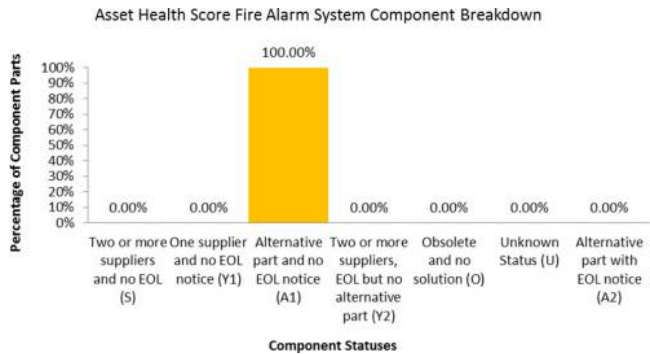 Asset Health Score Fire Alarm System Component Breakdown
100.00%
Percentage of Component Parts
100%
90%
80%
70%
60%
50%
40%
30%
20%
10%
0%
0.00%
0.00%
0.00%
0.00%
0.00%
0.00%
Two or more
suppliers
and no EOL
(S)
One supplier
and no EOL
notice (Y1)
Alternative
part and no
EOL notice
(A1)
Two or more
suppliers,
EOL but no
alternative
part (Y2)
Obsolete
and no
solution (O)
Unknown
Status (U)
Alternative
part with
EOL notice
(A2)
Component Statuses